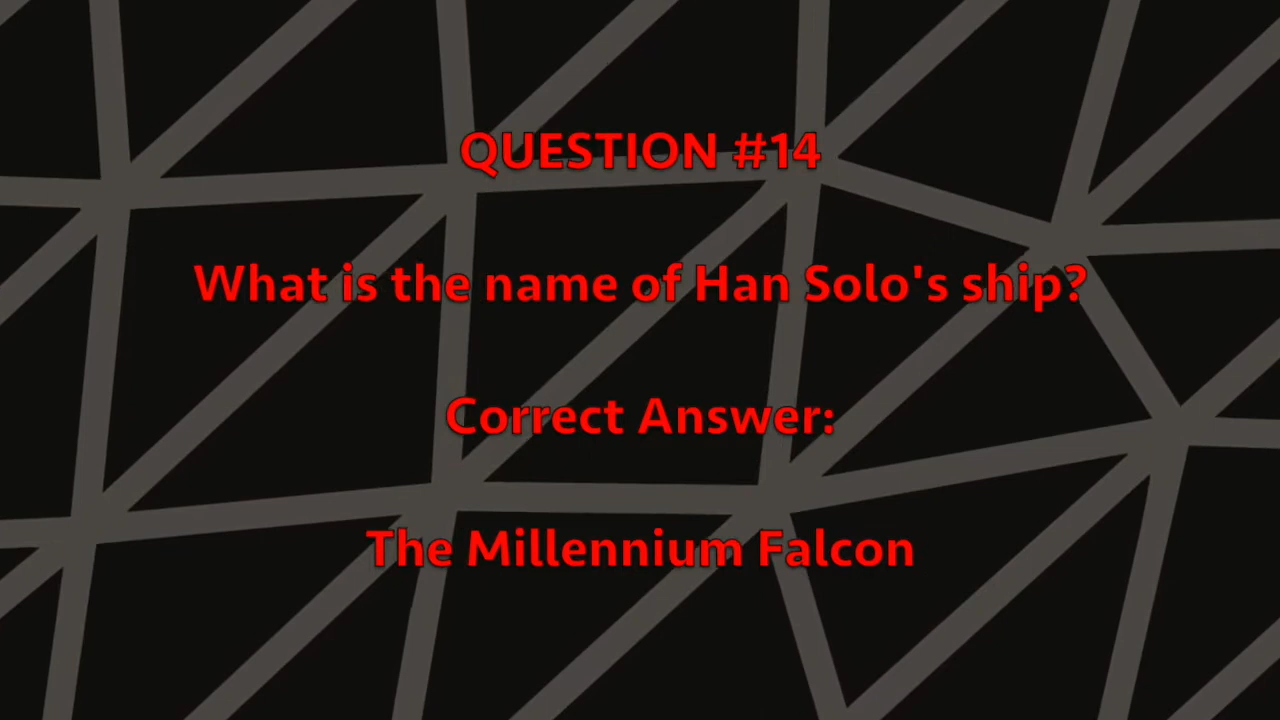 QUESTION #14
What is the name of Han Solo's ship?
Correct Answer:
The Millennium Falcon